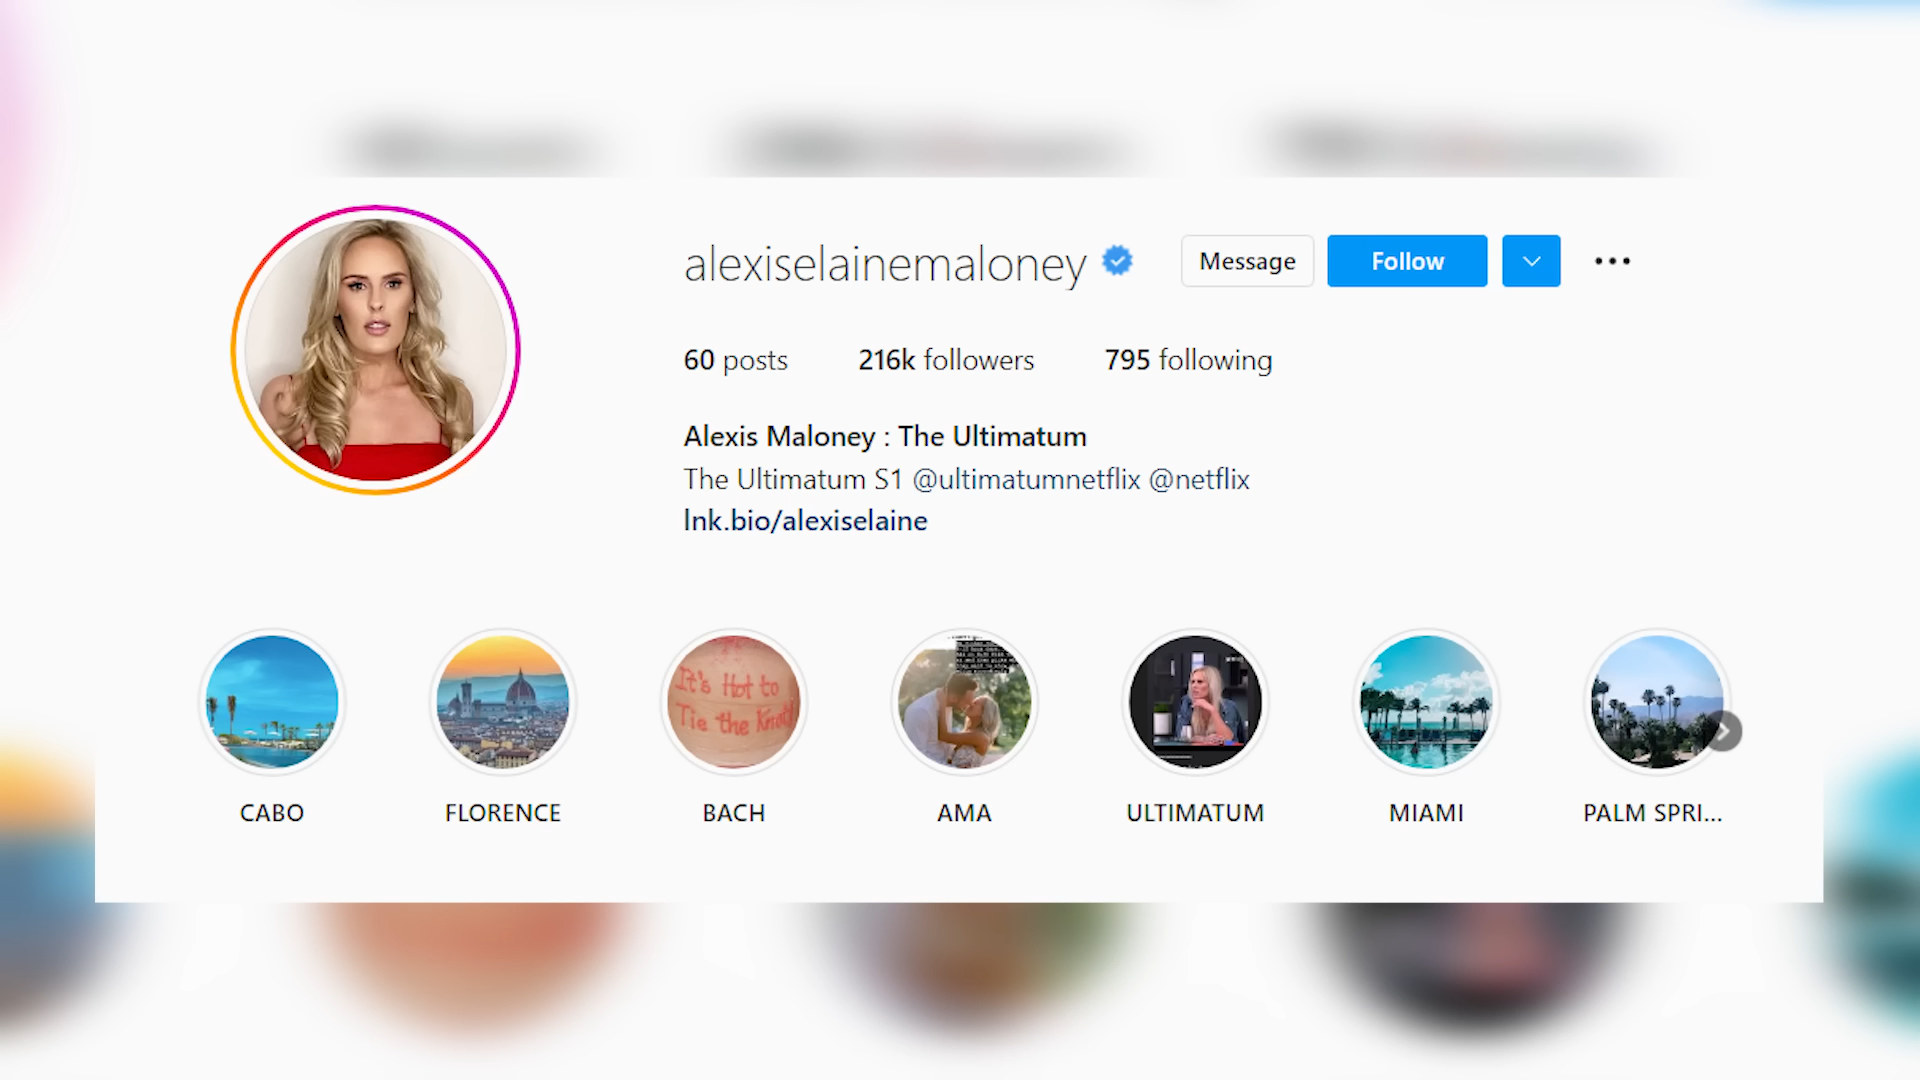 alexiselainemaloney
Message
Follow
60 posts 216k followers 795 following
Alexis Maloney : The Ultimatum
The Ultimatum S1 @ultimatumnetflix @netflix
lnk.bio/alexiselaine
It's Hot to
Tie the Knot!
CABO
FLORENCE
BACH
AMA
ULTIMATUM
MIAMI
PALM SPRI...